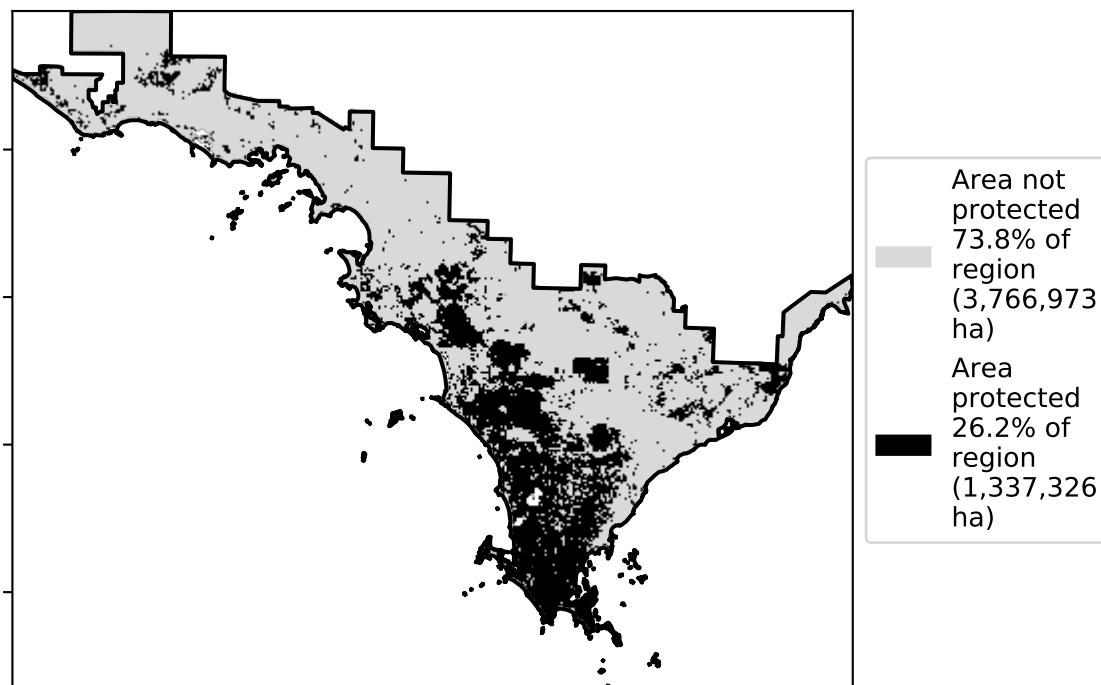 Area not
protected
73.8% of
region
(3,766,973
ha)
Area
protected
26.2% of
region
(1,337,326
ha)